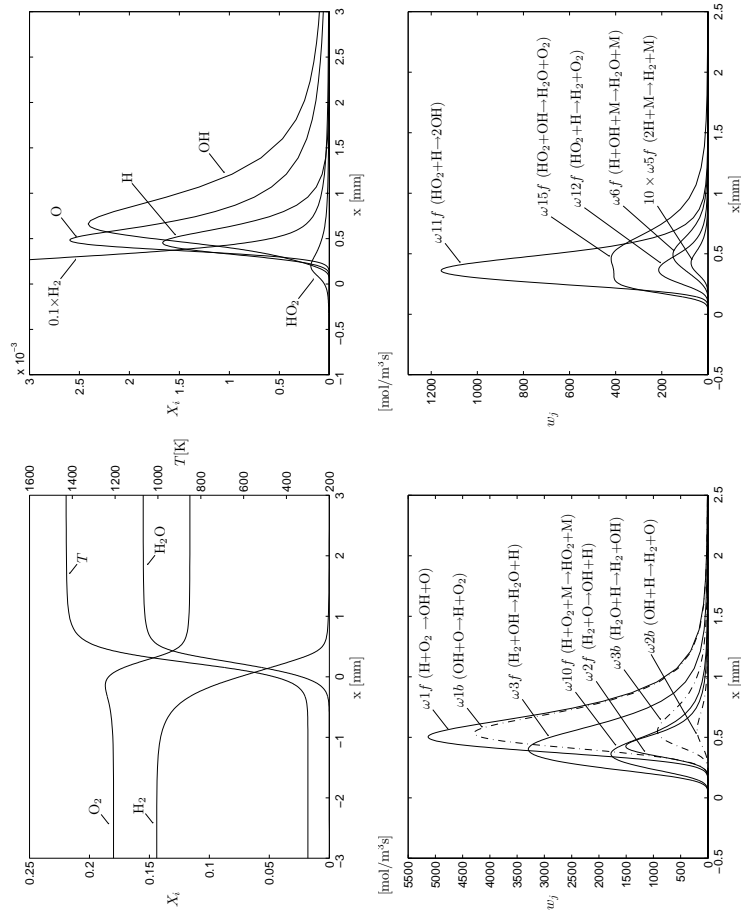 0.25
0.2
0.15
0.1
0.05
0
X_i
O₂
H₂
T
H₂O
1600
1400
1200
1000
800
600
400
200
T[K]
−3 −2 −1 0 1 2 3
x [mm]
x 10⁻³
3
2.5
2
1.5
1
0.5
0
X_i
0.1×H₂
O
H
OH
HO₂
−1 −0.5 0 0.5 1 1.5 2 2.5 3
x [mm]
[mol/m³s]
5500
5000
4500
4000
3500
3000
2500
2000
1500
1000
500
0
w_j
ω1f (H+O₂ →OH+O)
ω1b (OH+O→H+O₂)
ω3f (H₂+OH→H₂O+H)
ω10f (H+O₂+M→HO₂+M)
ω2f (H₂+O→OH+H)
ω3b (H₂O+H→H₂+OH)
ω2b (OH+H→H₂+O)
−0.5 0 0.5 1 1.5 2 2.5
x [mm]
[mol/m³s]
1200
1000
800
600
400
200
0
w_j
ω11f (HO₂+H→2OH)
ω15f (HO₂+OH→H₂O+O₂)
ω12f (HO₂+H→H₂+O₂)
ω6f (H+OH+M→H₂O+M)
10 × ω5f (2H+M→H₂+M)
−0.5 0 0.5 1 1.5 2 2.5
x[mm]